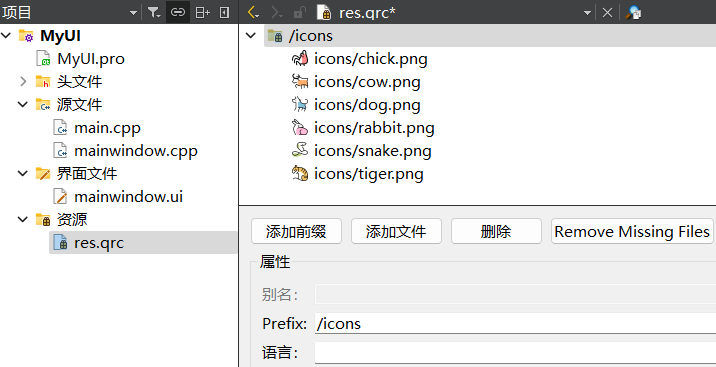 项目
res.qrc*
MyUI
MyUI.pro
头文件
源文件
main.cpp
mainwindow.cpp
界面文件
mainwindow.ui
资源
res.qrc
/icons
icons/chick.png
icons/cow.png
icons/dog.png
icons/rabbit.png
icons/snake.png
icons/tiger.png
添加前缀 添加文件 删除 Remove Missing Files
属性
别名:
Prefix: /icons
语言: